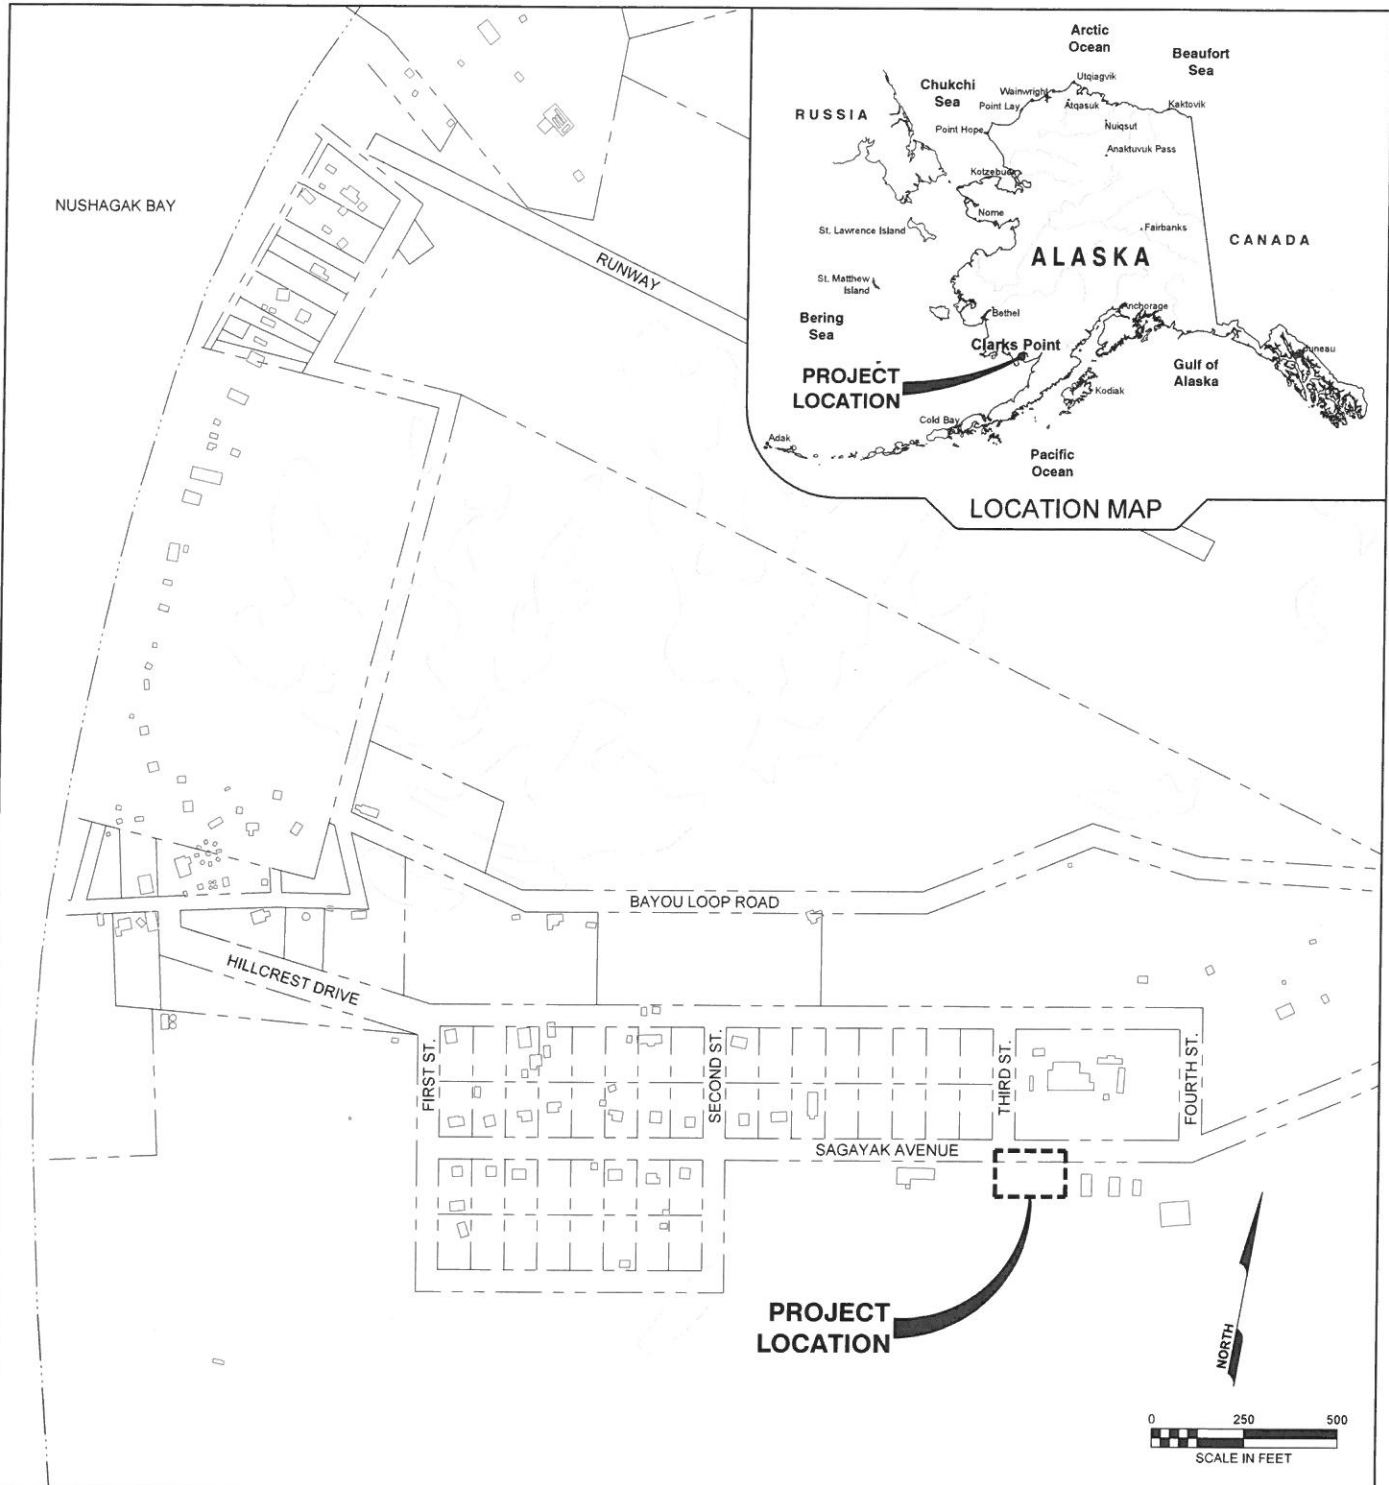 Arctic
Ocean
Beaufort
Sea
Chukchi
Sea
RUSSIA
Utqiagvik
Wainwright
Point Lay
Atqasuk
Kaktovik
Point Hope
Nuiqsut
Anaktuvuk Pass
Kotzebue
Nome
St. Lawrence Island
Fairbanks
CANADA
ALASKA
St. Matthew
Island
Bering
Sea
Bethel
Anchorage
Clarks Point
Juneau
Gulf of
Alaska
PROJECT
LOCATION
Kodiak
Cold Bay
Adak
Pacific
Ocean
LOCATION MAP
NUSHAGAK BAY
RUNWAY
BAYOU LOOP ROAD
HILLCREST DRIVE
FIRST ST.
SECOND ST.
THIRD ST.
FOURTH ST.
SAGAYAK AVENUE
PROJECT
LOCATION
NORTH
0 250 500
SCALE IN FEET